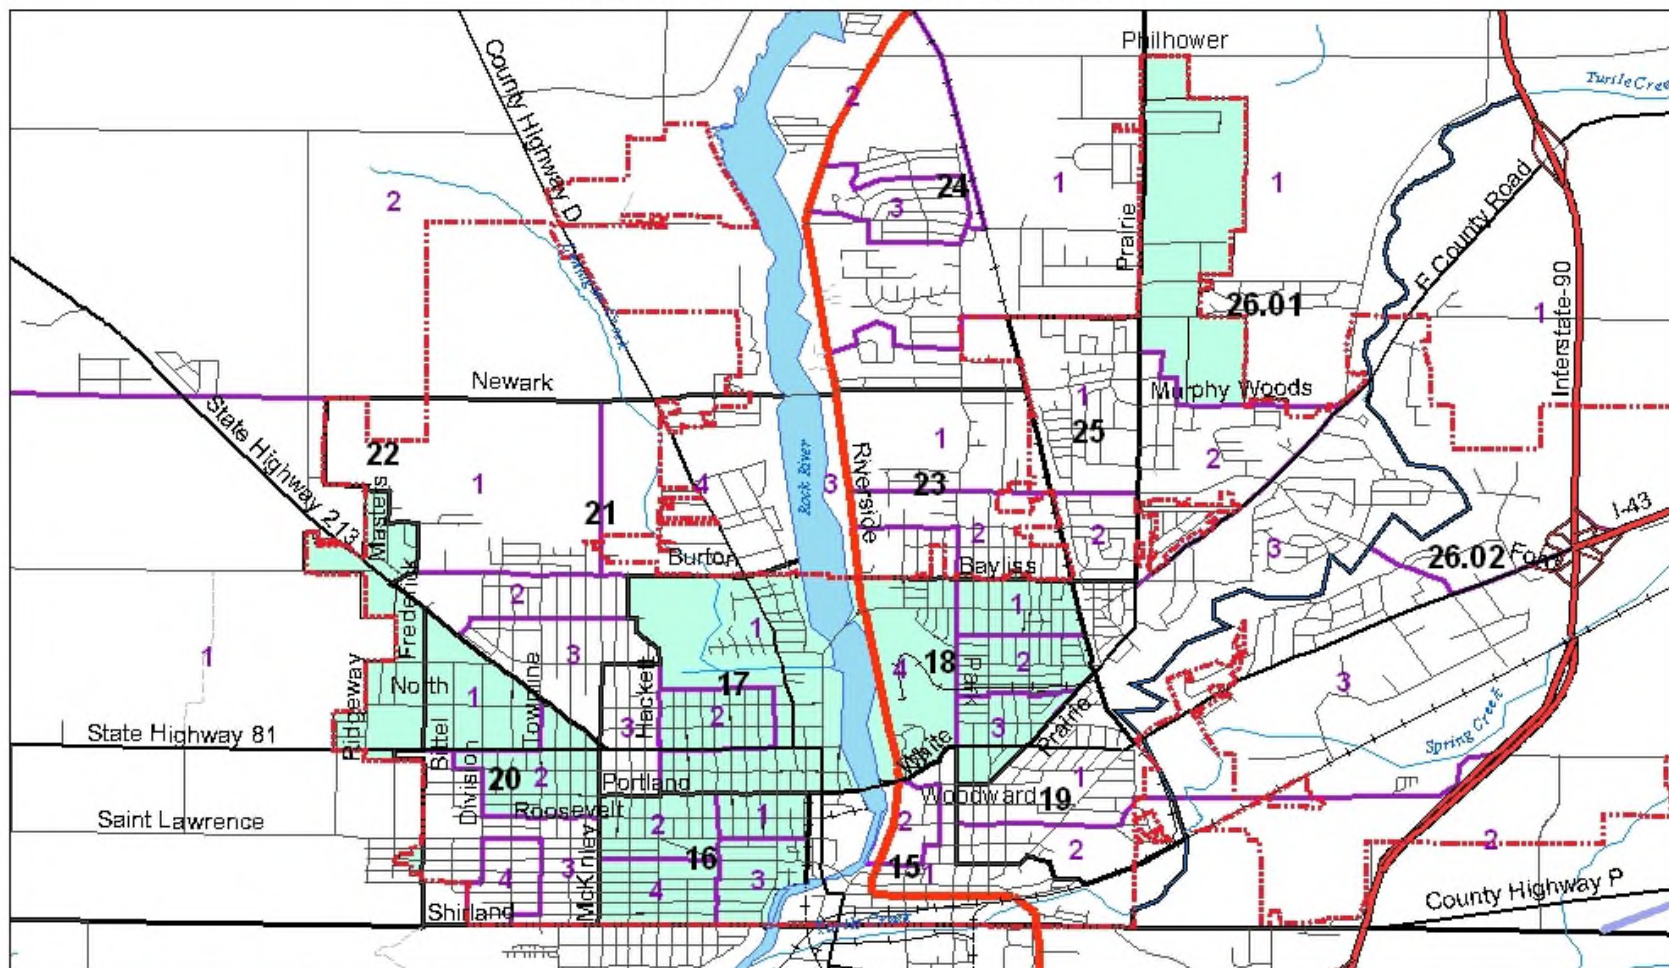 Philhower
County Highway D
Turtle Cree
2
24
1
1
2
3
Prairie
E County Road
26.01
1
Interstate-90
Newark
Murphy Woods
State Highway 213
22
1
25
1
2
Riverside
Rock River
1
4
3
23
21
Masters
2
2
I-43
3
26.02
Burton
Bayliss
2
1
1
Frederick
3
18
4
2
Park
1
North
17
Townline
Hackett
1
3
2
3
3
Ridgeway
State Highway 81
Bittel
White
Prairie
Spring Creek
20
2
Portland
1
Woodward
19
Division
Roosevelt
Saint Lawrence
2
1
2
2
2
McKinley
16
15
1
4
3
4
3
County Highway P
Shirland